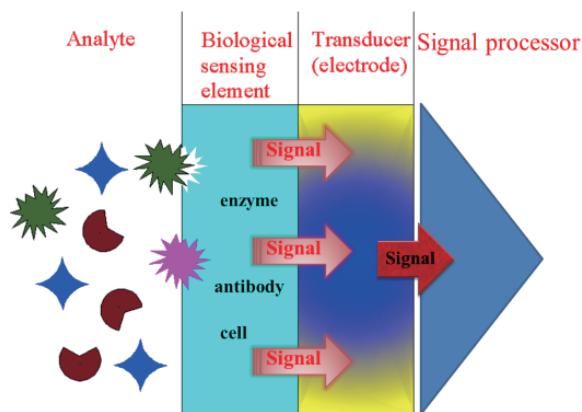 Analyte
Biological
sensing
element
Transducer
(electrode)
Signal processor
Signal
enzyme
Signal
Signal
antibody
cell
Signal